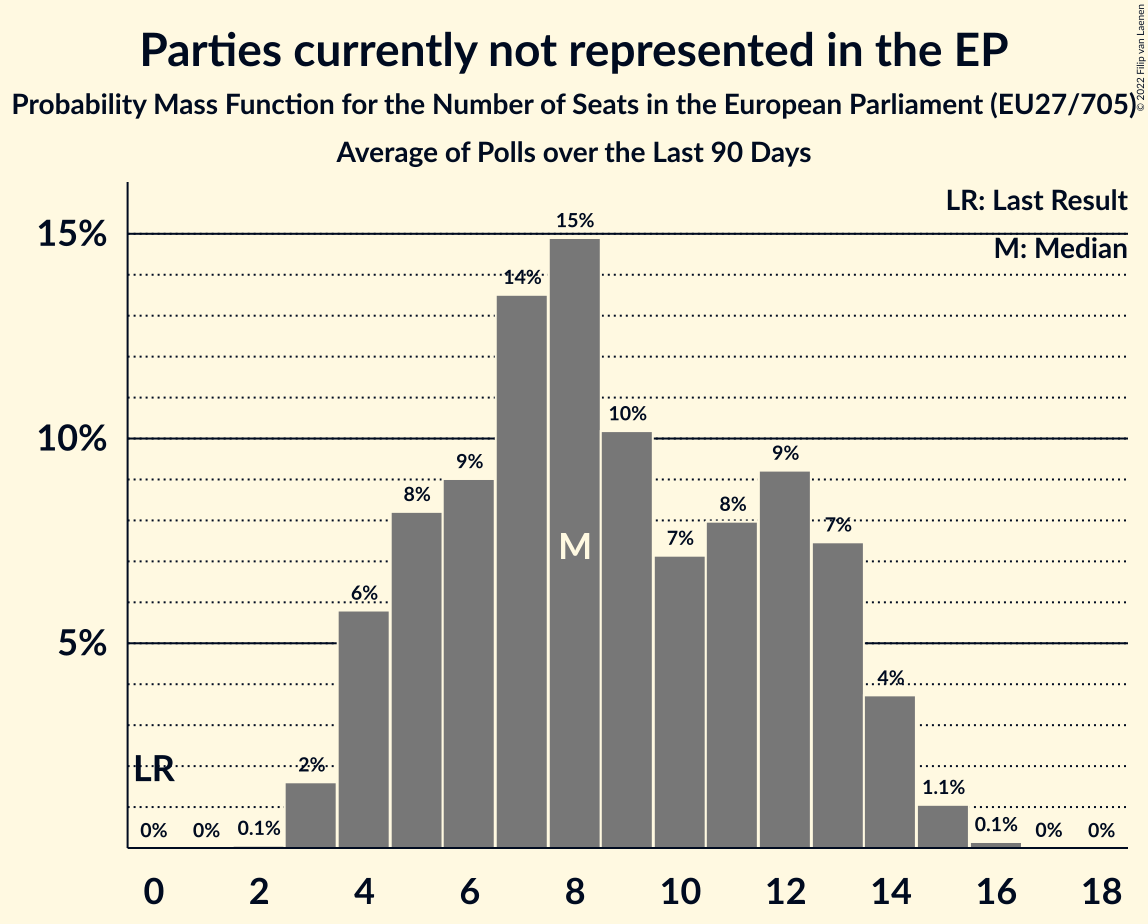 Parties currently not represented in the EP
Probability Mass Function for the Number of Seats in the European Parliament (EU27/705)
Average of Polls over the Last 90 Days
© 2022 Filip van Laenen
LR: Last Result
M: Median
15%
10%
5%
0%
0%
0.1%
2%
6%
8%
9%
14%
15%
10%
7%
8%
9%
7%
4%
1.1%
0.1%
0%
0%
LR
M
0 2 4 6 8 10 12 14 16 18